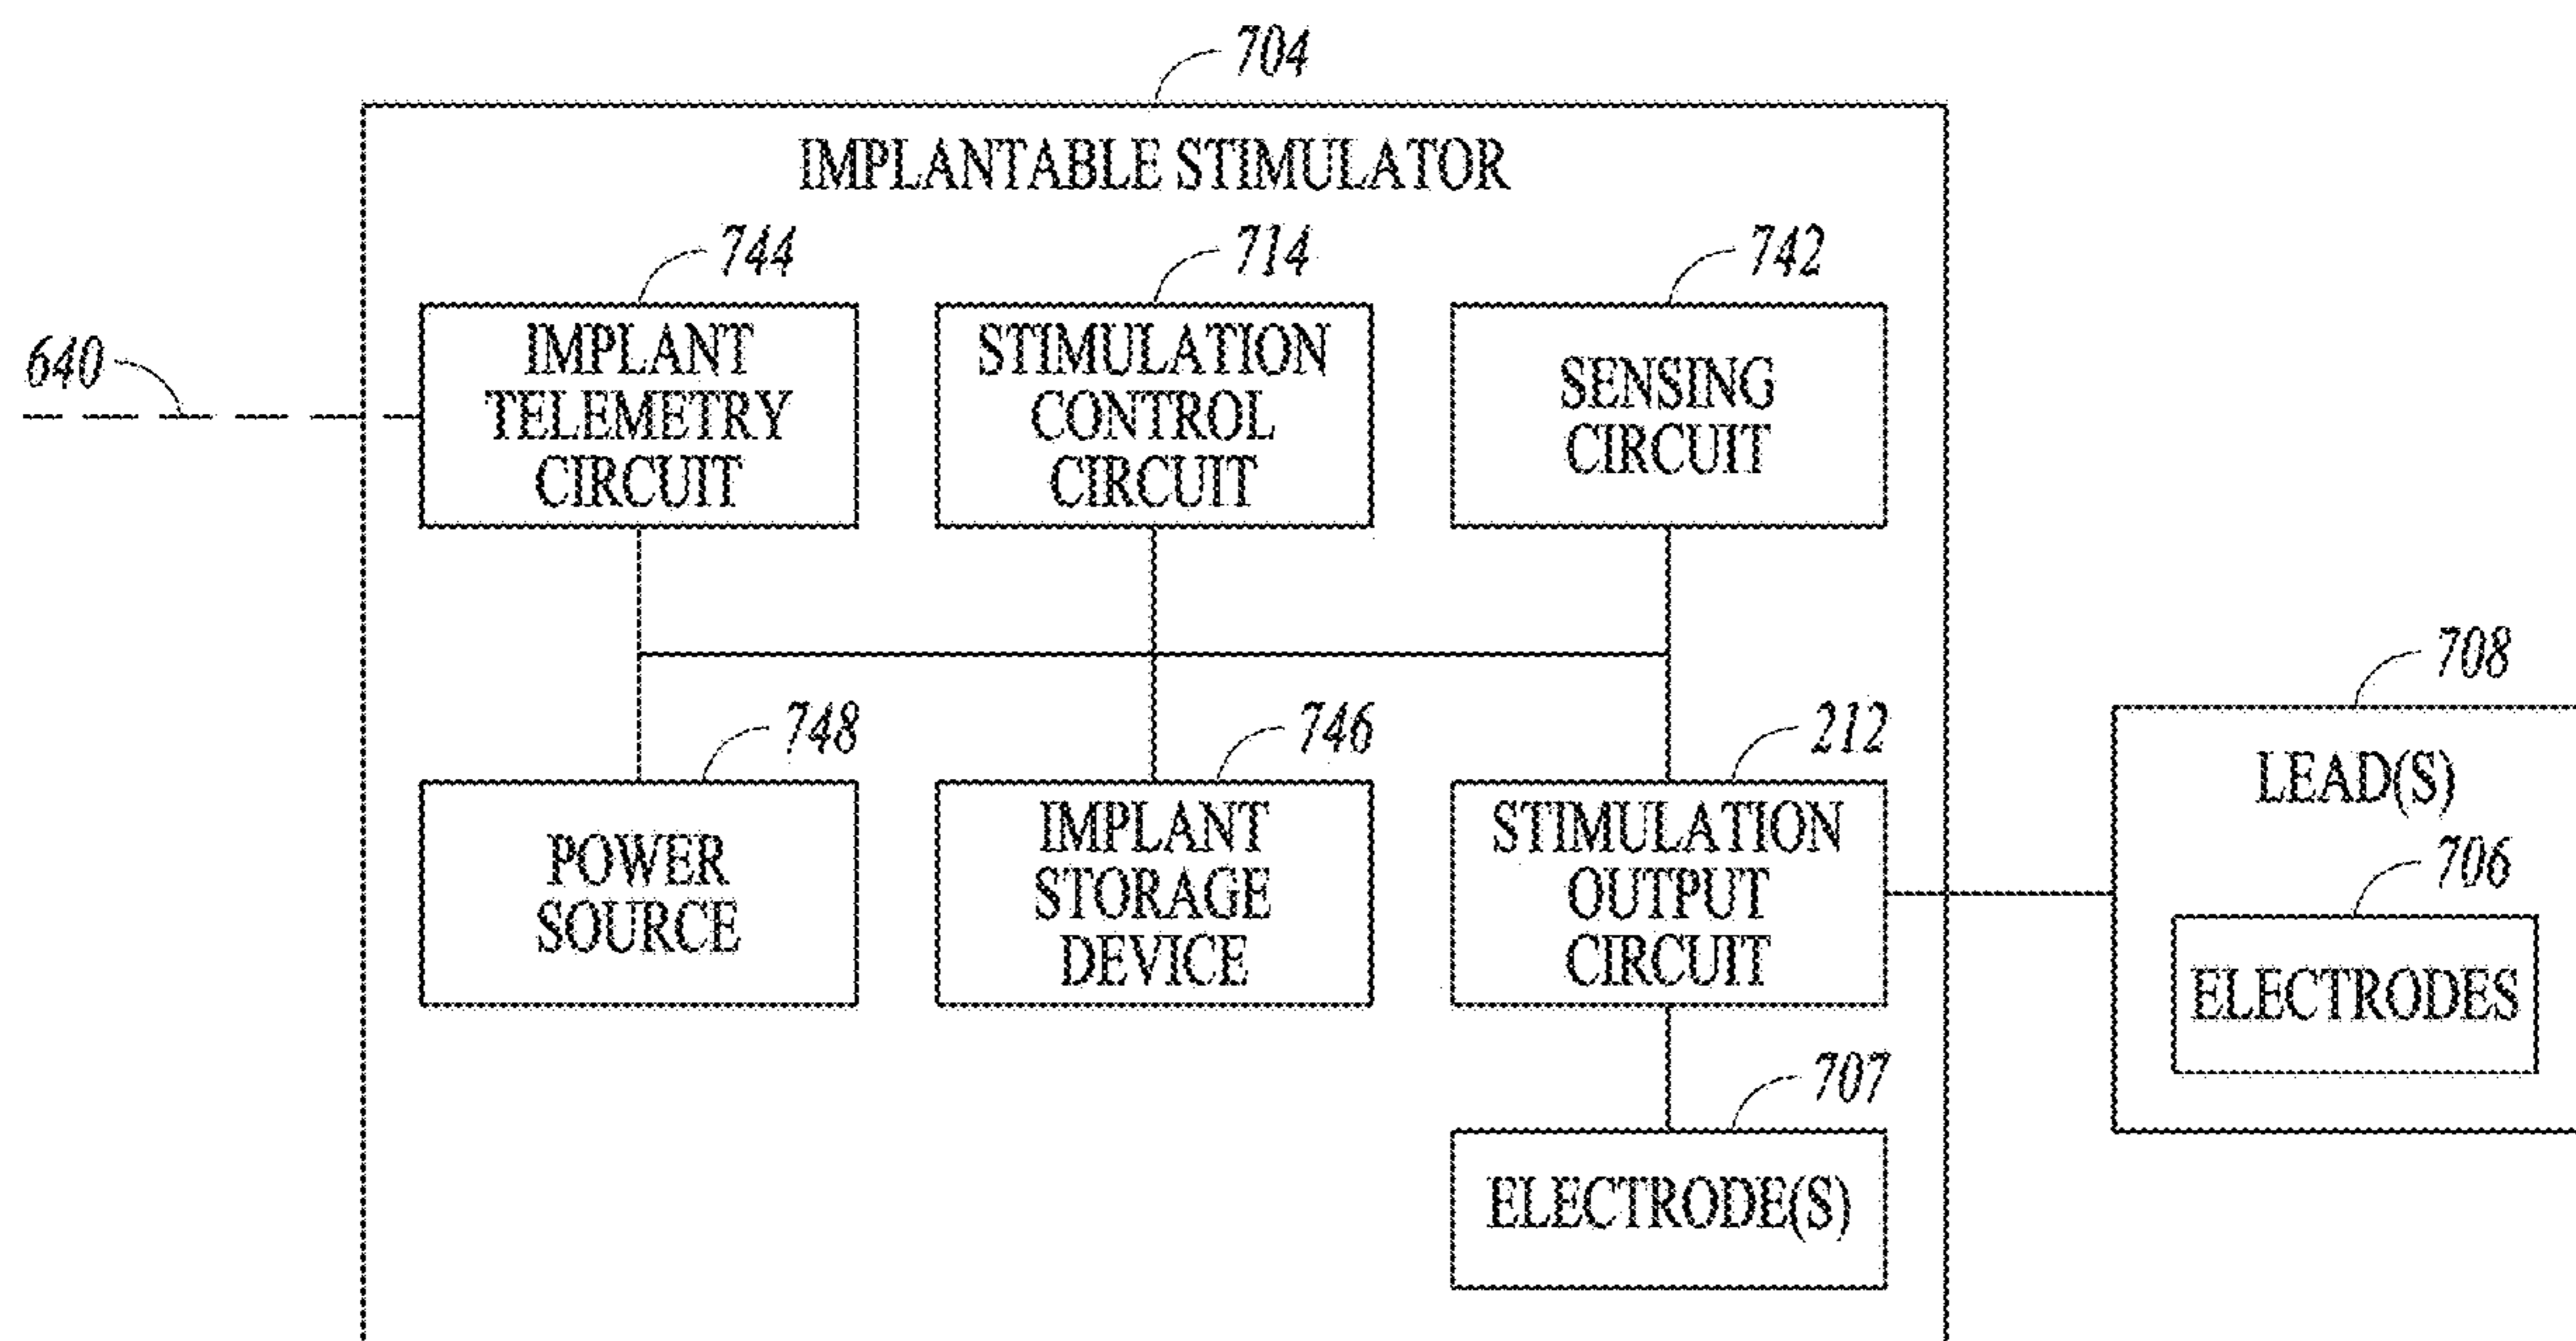 704
IMPLANTABLE STIMULATOR
744
714
742
640
IMPLANT
TELEMETRY
CIRCUIT
STIMULATION
CONTROL
CIRCUIT
SENSING
CIRCUIT
708
748
746
212
LEAD(S)
POWER
SOURCE
IMPLANT
STORAGE
DEVICE
STIMULATION
OUTPUT
CIRCUIT
706
ELECTRODES
707
ELECTRODE(S)